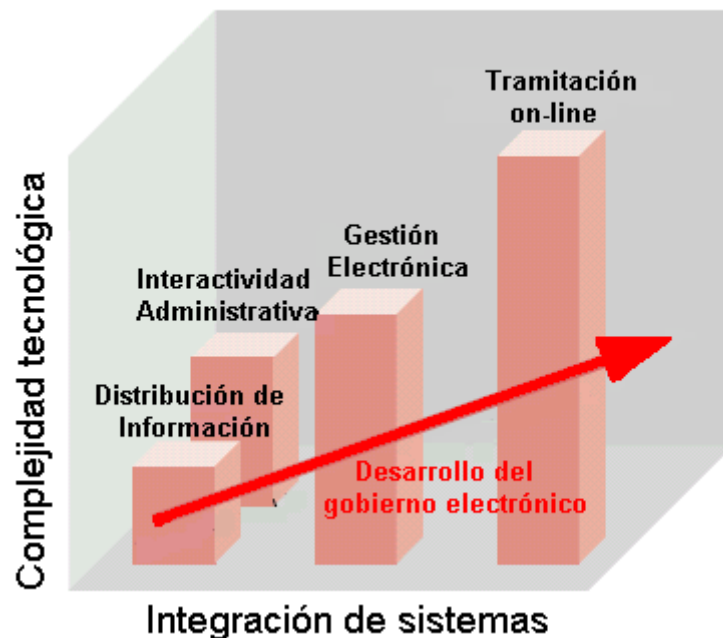 Tramitación
on-line
Gestión
Electrónica
Interactividad
Administrativa
Distribución de
Información
Desarrollo del
gobierno electrónico
Complejidad tecnológica
Integración de sistemas